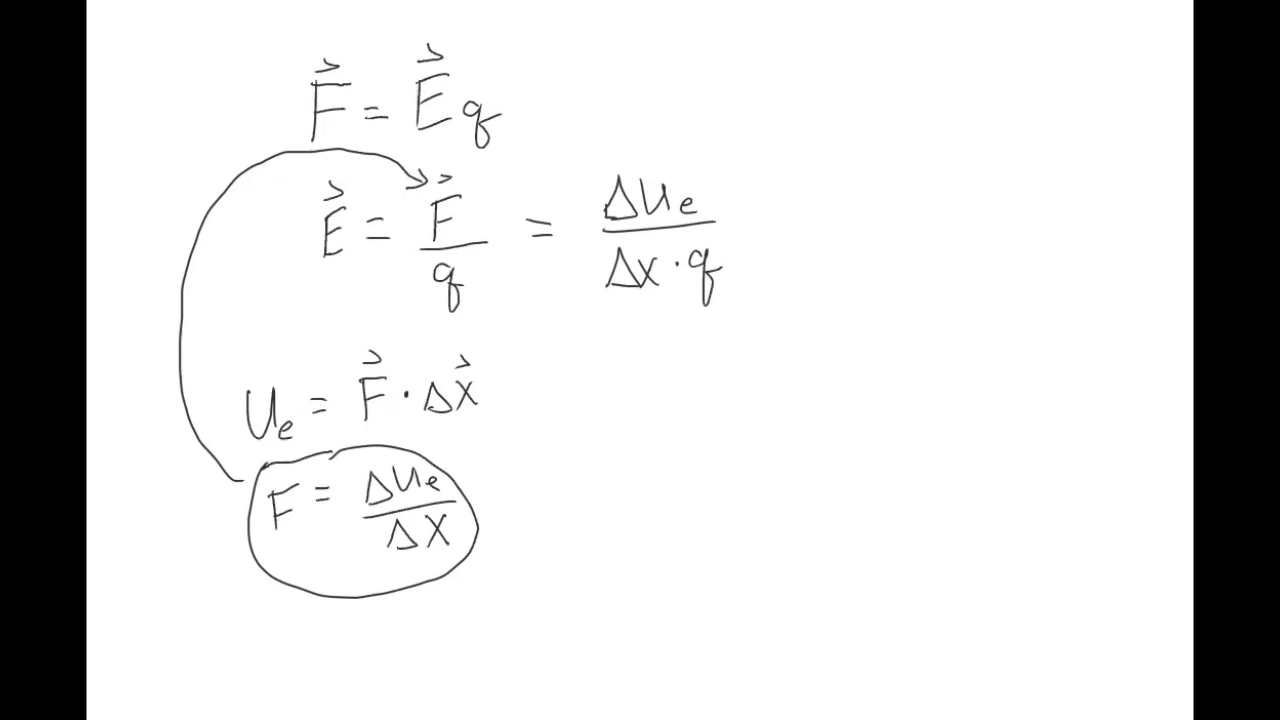 F⃗ = E⃗ q
E⃗ = F⃗/q = ΔUe/Δx · q
Ue = F⃗ · Δx⃗
F = ΔUe/ΔX